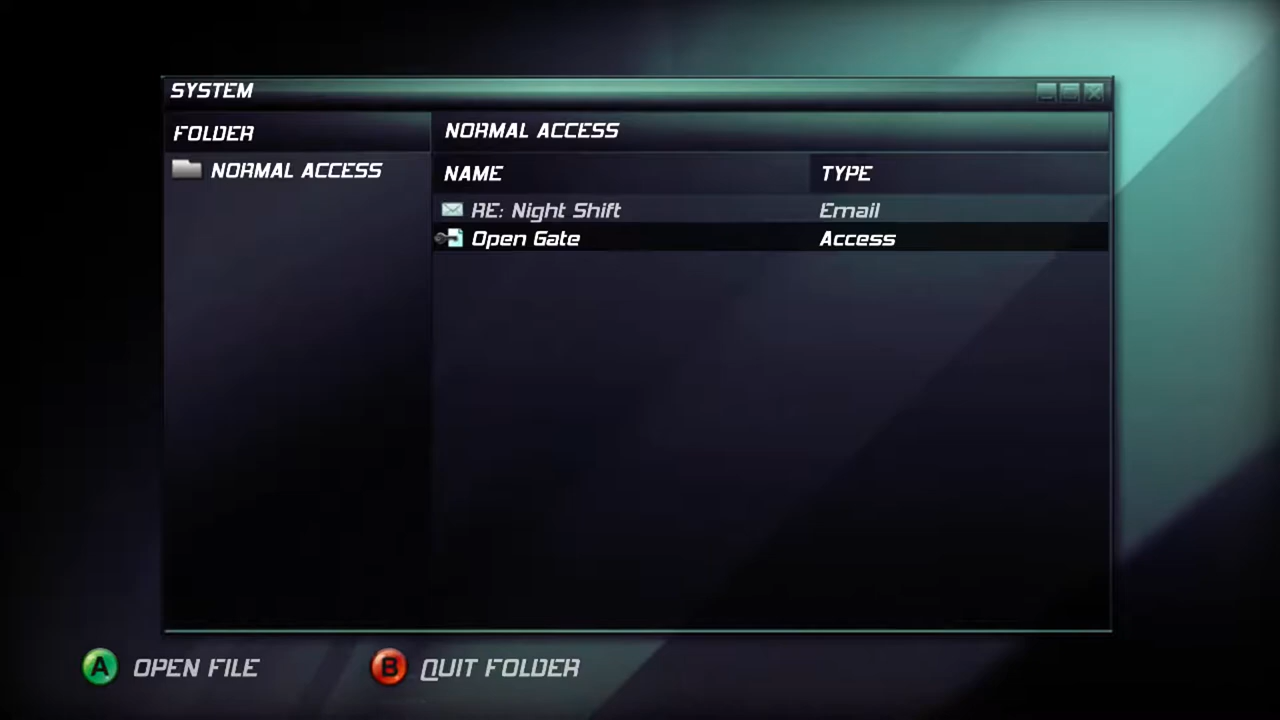 SYSTEM
FOLDER
NORMAL ACCESS
NORMAL ACCESS
NAME TYPE
RE: Night Shift Email
Open Gate Access
A OPEN FILE B QUIT FOLDER